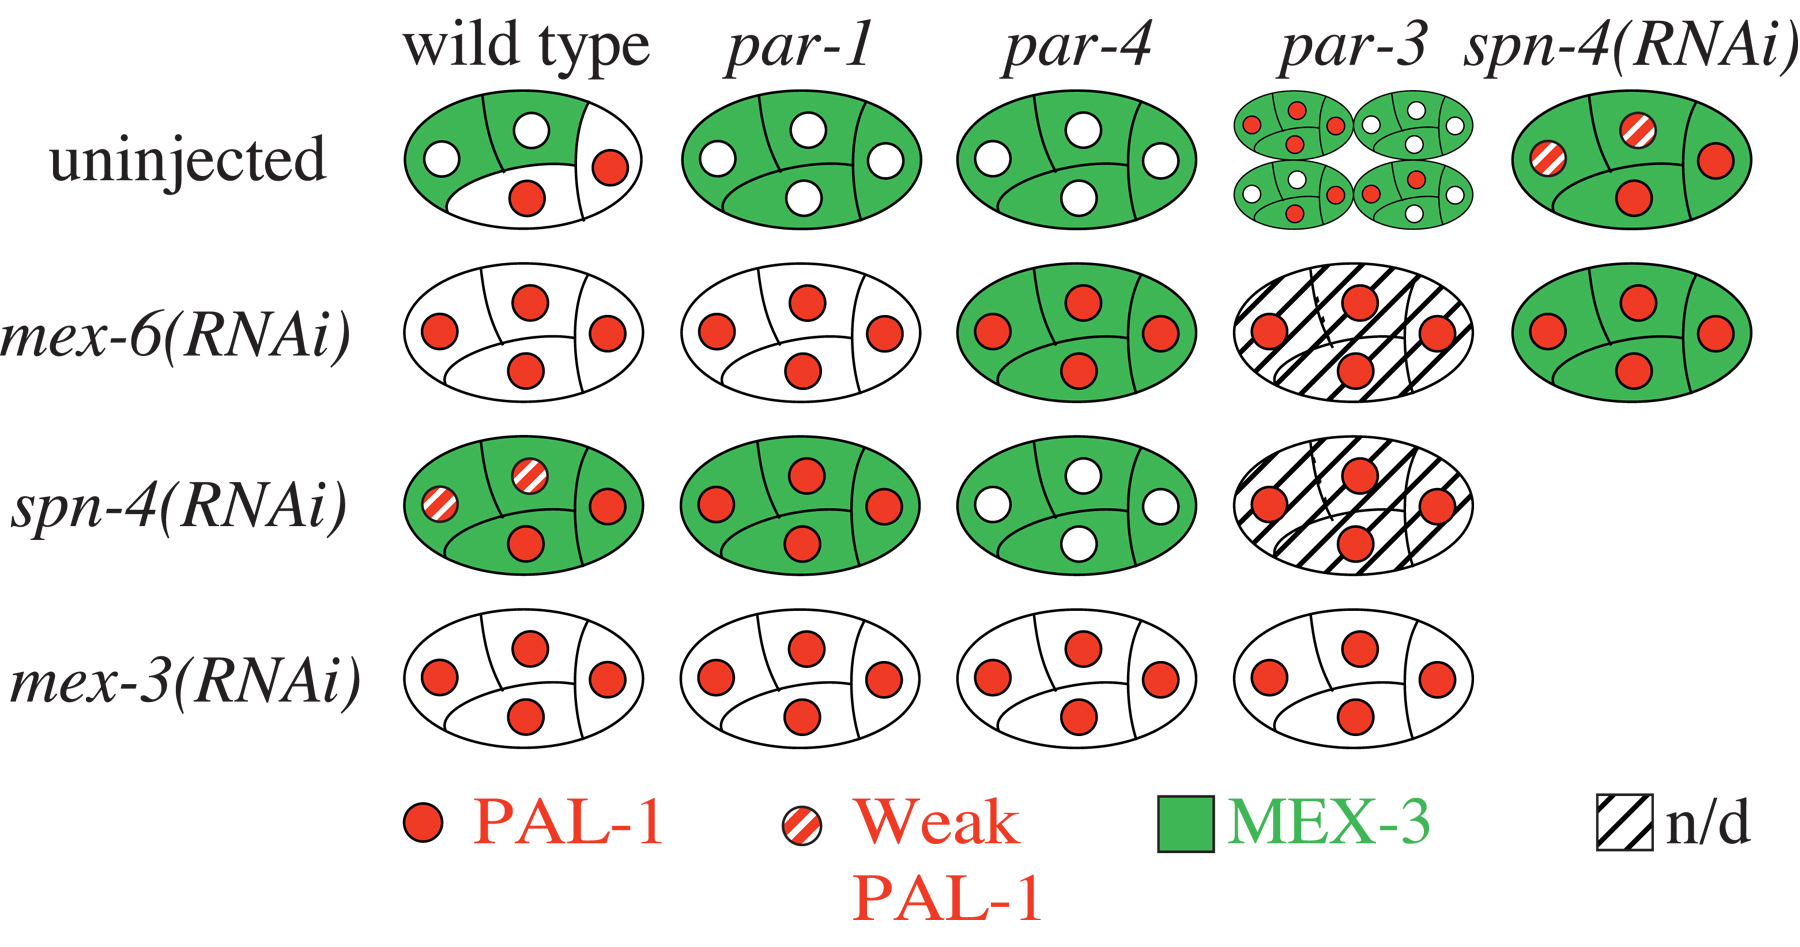 wild type par-1 par-4 par-3 spn-4(RNAi)
uninjected
mex-6(RNAi)
spn-4(RNAi)
mex-3(RNAi)
PAL-1 Weak PAL-1 MEX-3 n/d